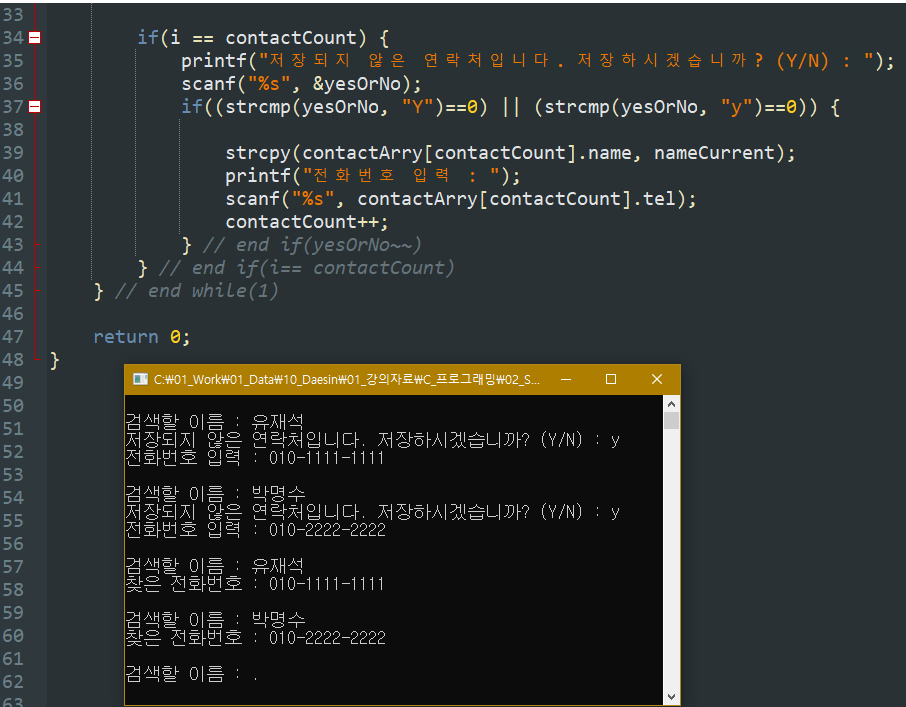 33
34 if(i == contactCount) {
35 printf("저장되지 않은 연락처입니다. 저장하시겠습니까? (Y/N) : ");
36 scanf("%s", &yesOrNo);
37 if((strcmp(yesOrNo, "Y")==0) || (strcmp(yesOrNo, "y")==0)) {
38
39 strcpy(contactArry[contactCount].name, nameCurrent);
40 printf("전화번호 입력 : ");
41 scanf("%s", contactArry[contactCount].tel);
42 contactCount++;
43 } // end if(yesOrNo~~)
44 } // end if(i== contactCount)
45 } // end while(1)
46
47 return 0;
48 }
49
50
51
52
53
54
55
56
57
58
59
60
61
62
63
C:₩01_Work₩01_Data₩10_Daesin₩01_강의자료₩C_프로그래밍₩02_S...
검색할 이름 : 유재석
저장되지 않은 연락처입니다. 저장하시겠습니까? (Y/N) : y
전화번호 입력 : 010-1111-1111
검색할 이름 : 박명수
저장되지 않은 연락처입니다. 저장하시겠습니까? (Y/N) : y
전화번호 입력 : 010-2222-2222
검색할 이름 : 유재석
찾은 전화번호 : 010-1111-1111
검색할 이름 : 박명수
찾은 전화번호 : 010-2222-2222
검색할 이름 : .